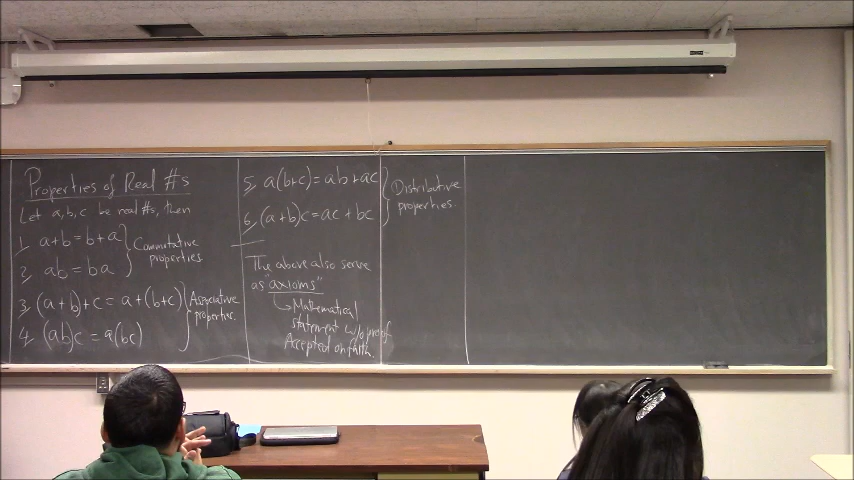 Properties of Real #s
Let a,b,c be real #s, then
1. a+b=b+a
2. ab=ba
Commutative
properties
3. (a+b)+c=a+(b+c)
4. (ab)c=a(bc)
Associative
properties.
5. a(b+c)=ab+ac
6. (a+b)c=ac+bc
Distributive
properties.
The above also serve
as "axioms"
Mathematical
statement w/o proof
Accepted on faith.